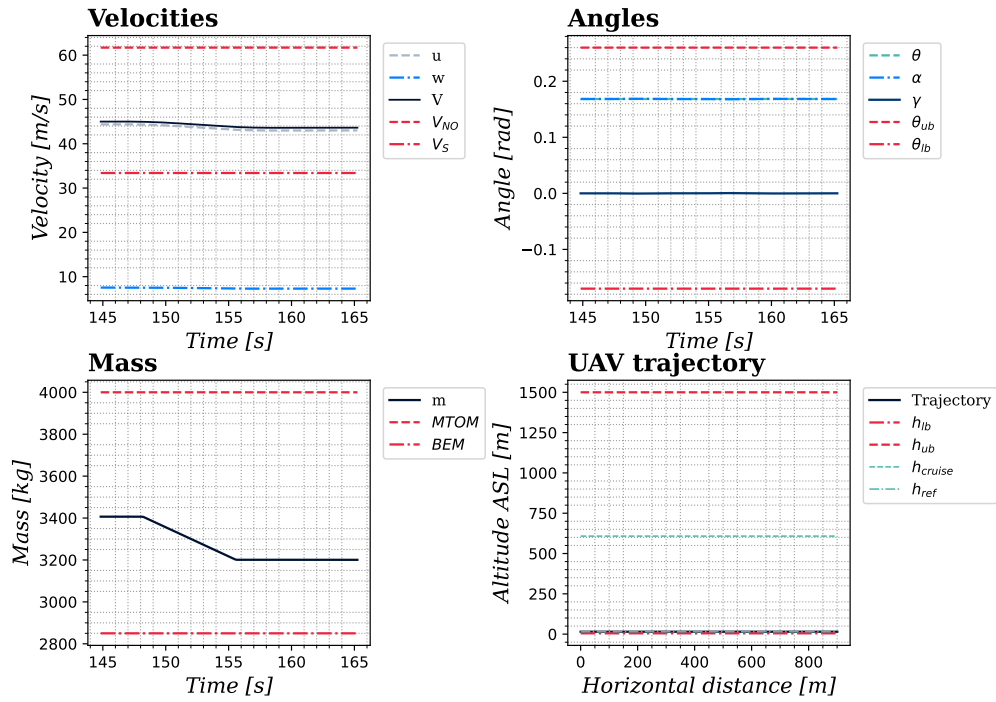 Velocities
60
50
40
30
20
10
145 150 155 160 165
Velocity [m/s]
Time [s]
u
w
V
V_NO
V_S
Angles
0.2
0.1
0.0
−0.1
145 150 155 160 165
Angle [rad]
Time [s]
θ
α
γ
θ_ub
θ_lb
Mass
4000
3800
3600
3400
3200
3000
2800
145 150 155 160 165
Mass [kg]
Time [s]
m
MTOM
BEM
UAV trajectory
1500
1250
1000
750
500
250
0
0 200 400 600 800
Altitude ASL [m]
Horizontal distance [m]
Trajectory
h_lb
h_ub
h_cruise
h_ref